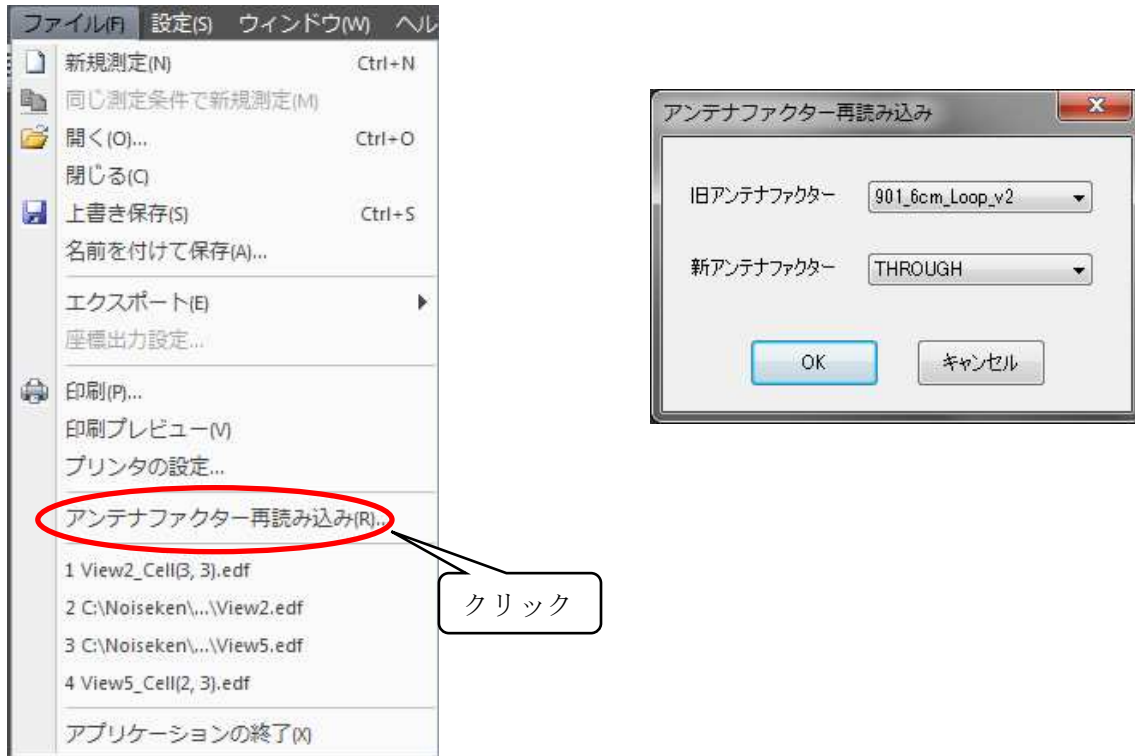 ファイル(F) 設定(S) ウィンドウ(W) ヘル
新規測定(N) Ctrl+N
同じ測定条件で新規測定(M)
開く(O)... Ctrl+O
閉じる(C)
上書き保存(S) Ctrl+S
名前を付けて保存(A)...
エクスポート(E)
座標出力設定...
印刷(P)...
印刷プレビュー(V)
プリンタの設定...
アンテナファクター再読み込み(R)...
1 View2_Cell(3, 3).edf
2 C:\Noiseken\...\View2.edf
3 C:\Noiseken\...\View5.edf
4 View5_Cell(2, 3).edf
アプリケーションの終了(X)
クリック
アンテナファクター再読み込み
旧アンテナファクター 901_6cm_Loop_v2
新アンテナファクター THROUGH
OK キャンセル